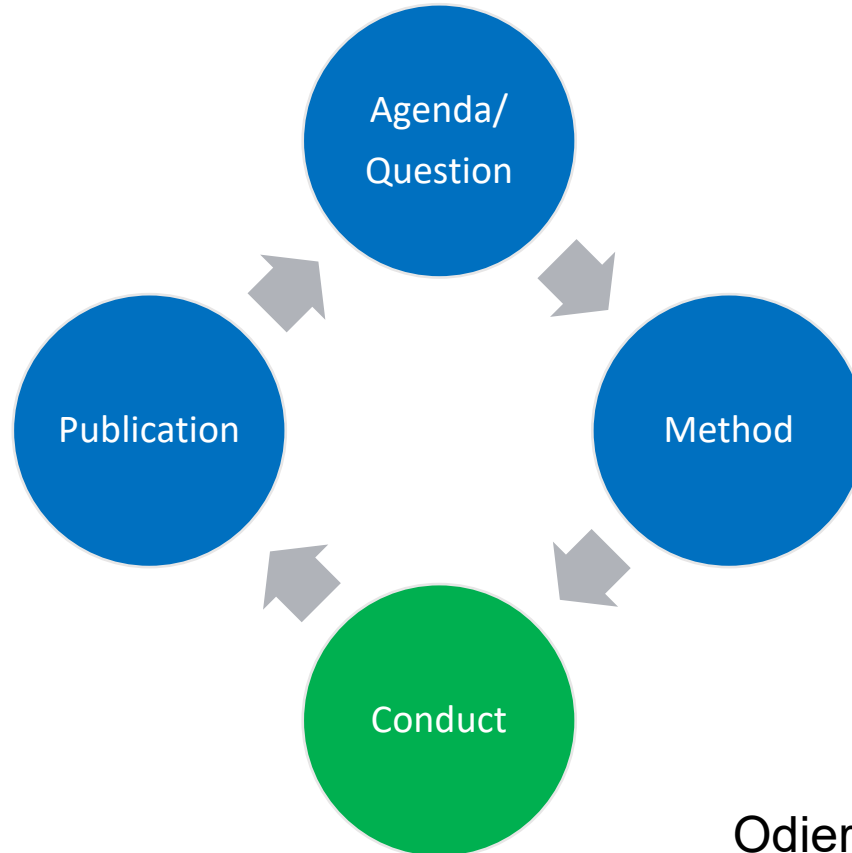 Agenda/
Question
Publication
Method
Conduct
Odier